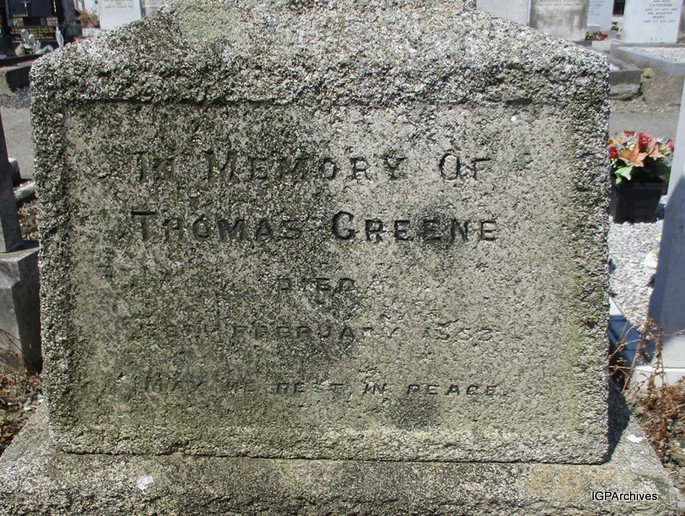 In Memory Of
Thomas Greene
Died
February
May he rest in peace
IGPArchives